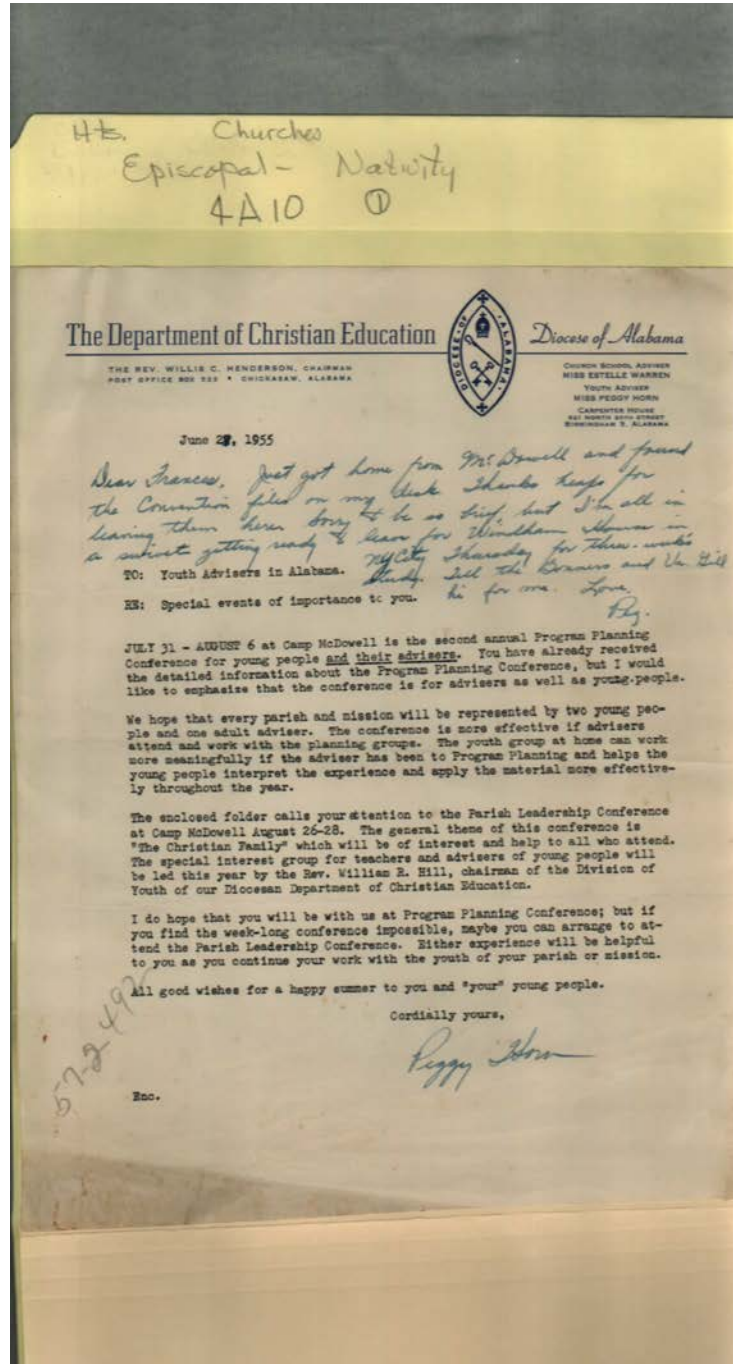 Hts. Churches
Episcopal - Nativity
4A10 ①
The Department of Christian Education
DIOCESE OF ALABAMA
Diocese of Alabama
THE REV. WILLIS C. HENDERSON, CHAIRMAN
POST OFFICE BOX 523 • CHICKASAW, ALABAMA
CHURCH SCHOOL ADVISER
MISS ESTELLE WARREN
YOUTH ADVISER
MISS PEGGY HORN
CARPENTER HOUSE
521 NORTH 20TH STREET
BIRMINGHAM 3, ALABAMA
June 28, 1955
Dear Frances, Just got home from McDowell and found
the Convention files on my desk. Thanks heaps for
leaving them here. Sorry to be so brief, but I'm all in
a getting ready to leave for Windham House in
NYCity Thursday for three-weeks
study. Tell the and
hi for me. Love,
Peg.
TO: Youth Advisers in Alabama.
RE: Special events of importance to you.
JULY 31 - AUGUST 6 at Camp McDowell is the second annual Program Planning
Conference for young people and their advisers. You have already received
the detailed information about the Program Planning Conference, but I would
like to emphasize that the conference is for advisers as well as young.people.
We hope that every parish and mission will be represented by two young peo-
ple and one adult adviser. The conference is more effective if advisers
attend and work with the planning groups. The youth group at home can work
more meaningfully if the adviser has been to Program Planning and helps the
young people interpret the experience and apply the material more effective-
ly throughout the year.
The enclosed folder calls your attention to the Parish Leadership Conference
at Camp McDowell August 26-28. The general theme of this conference is
"The Christian Family" which will be of interest and help to all who attend.
The special interest group for teachers and advisers of young people will
be led this year by the Rev. William R. Hill, chairman of the Division of
Youth of our Diocesan Department of Christian Education.
I do hope that you will be with us at Program Planning Conference; but if
you find the week-long conference impossible, maybe you can arrange to at-
tend the Parish Leadership Conference. Either experience will be helpful
to you as you continue your work with the youth of your parish or mission.
All good wishes for a happy summer to you and "your" young people.
Cordially yours,
Peggy Horn
Enc.
57-2-492